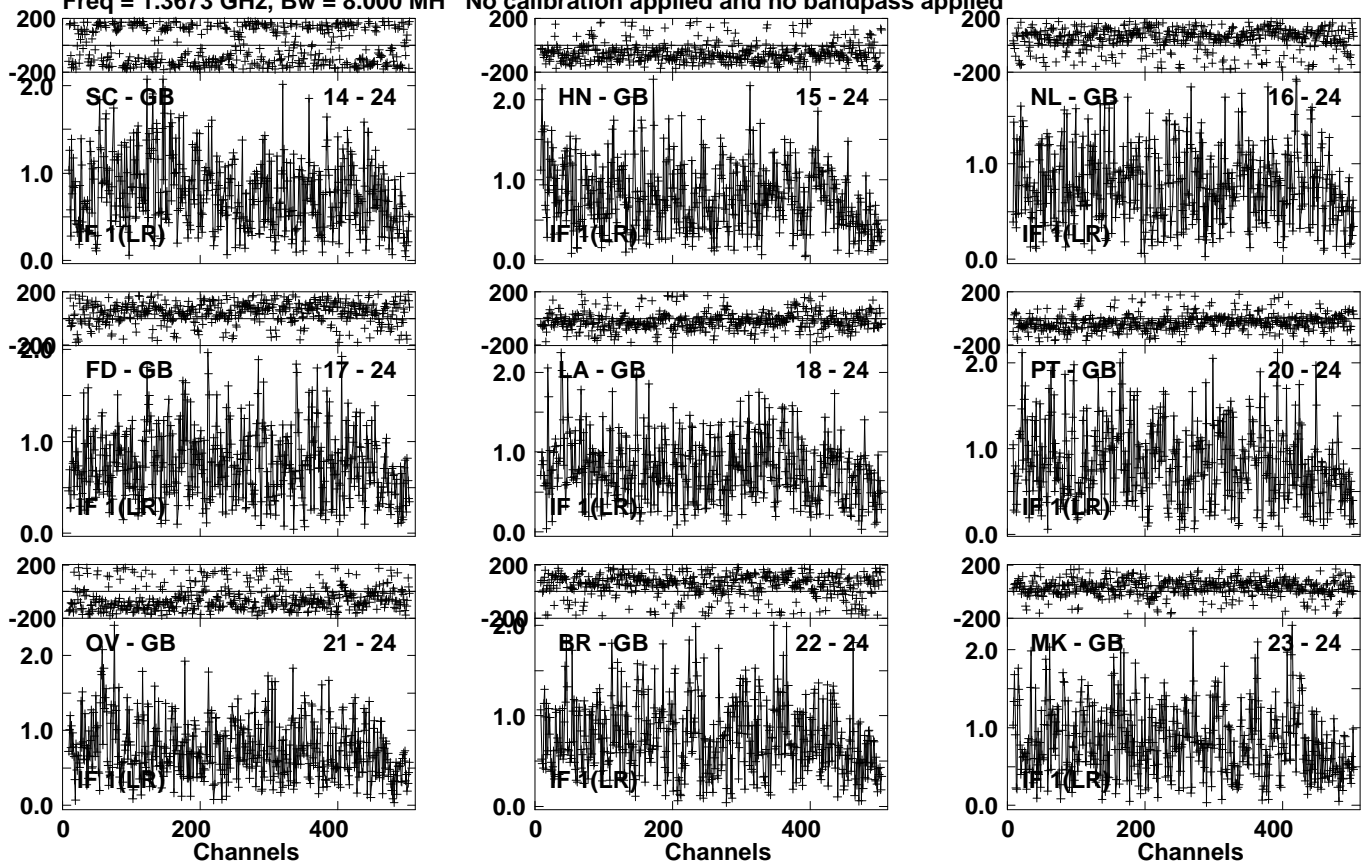 Freq = 1.3673 GHz, Bw = 8.000 MH No calibration applied and no bandpass applied
200
-200
2.0
1.0
0.0
SC - GB 14 - 24
IF 1(LR)
200
-200
2.0
1.0
0.0
HN - GB 15 - 24
IF 1(LR)
200
-200
2.0
1.0
0.0
NL - GB 16 - 24
IF 1(LR)
200
-200
2.0
1.0
0.0
FD - GB 17 - 24
IF 1(LR)
200
-200
2.0
1.0
0.0
LA - GB 18 - 24
IF 1(LR)
200
-200
2.0
1.0
0.0
PT - GB 20 - 24
IF 1(LR)
200
-200
2.0
1.0
0.0
OV - GB 21 - 24
IF 1(LR)
0 200 400
Channels
200
-200
2.0
1.0
0.0
BR - GB 22 - 24
IF 1(LR)
0 200 400
Channels
200
-200
2.0
1.0
0.0
MK - GB 23 - 24
IF 1(LR)
0 200 400
Channels